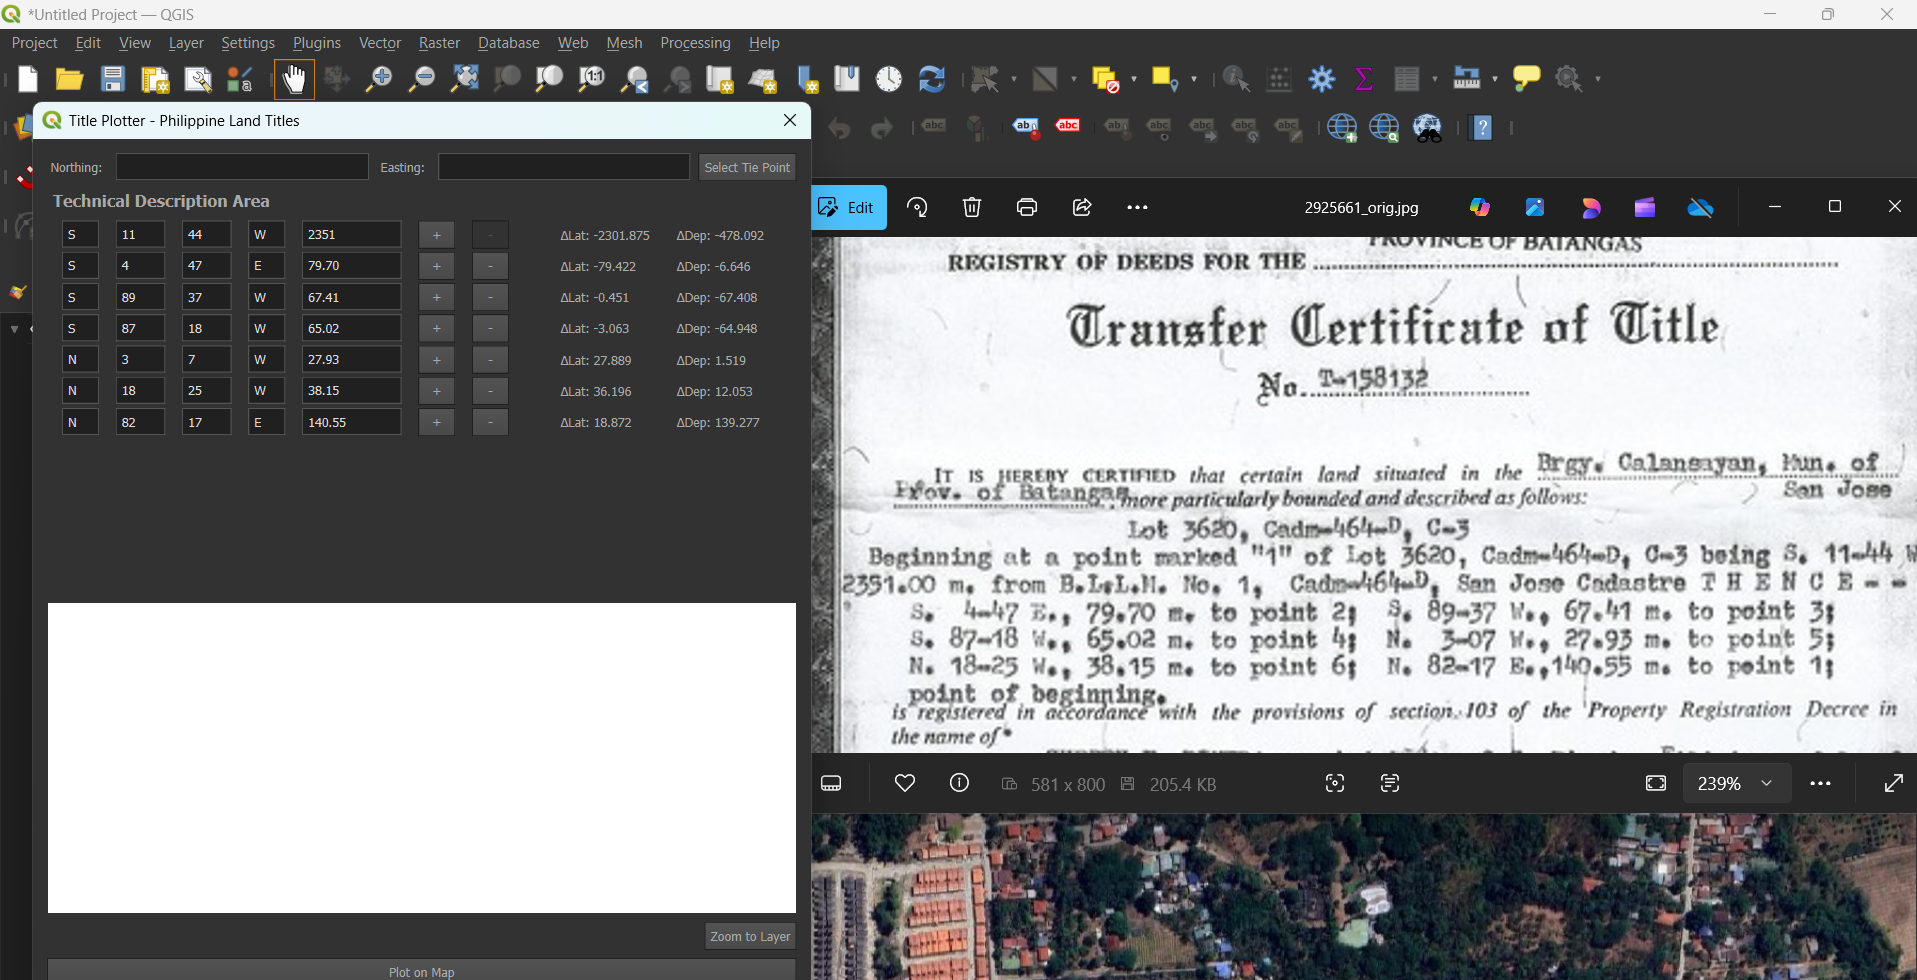 *Untitled Project — QGIS
Project Edit View Layer Settings Plugins Vector Raster Database Web Mesh Processing Help
Title Plotter - Philippine Land Titles
Northing: Easting: Select Tie Point
Technical Description Area
S 11 44 W 2351 + - ΔLat: -2301.875 ΔDep: -478.092
S 4 47 E 79.70 + - ΔLat: -79.422 ΔDep: -6.646
S 89 37 W 67.41 + - ΔLat: -0.451 ΔDep: -67.408
S 87 18 W 65.02 + - ΔLat: -3.063 ΔDep: -64.948
N 3 7 W 27.93 + - ΔLat: 27.889 ΔDep: 1.519
N 18 25 W 38.15 + - ΔLat: 36.196 ΔDep: 12.053
N 82 17 E 140.55 + - ΔLat: 18.872 ΔDep: 139.277
Zoom to Layer
Plot on Map
Edit 2925661_orig.jpg
PROVINCE OF BATANGAS
REGISTRY OF DEEDS FOR THE
Transfer Certificate of Title
No. T-158132
IT IS HEREBY CERTIFIED that certain land situated in the Brgy. Calansayan, Mun. of
San Jose
Prov. of Batangas, more particularly bounded and described as follows:
Lot 3620, Cadm-464-D, C-3
Beginning at a point marked "1" of Lot 3620, Cadm-464-D, C-3 being S. 11-44 W
2351.00 m. from B.L.L.M. No. 1, Cadm-464-D, San Jose Cadastre T H E N C E - -
S. 4-47 E., 79.70 m. to point 2; S. 89-37 W., 67.41 m. to point 3;
S. 87-18 W., 65.02 m. to point 4; N. 3-07 W., 27.93 m. to point 5;
N. 18-25 W., 38.15 m. to point 6; N. 82-17 E., 140.55 m. to point 1;
point of beginning.
is registered in accordance with the provisions of section 103 of the Property Registration Decree in
the name of*
581 x 800 205.4 KB 239%